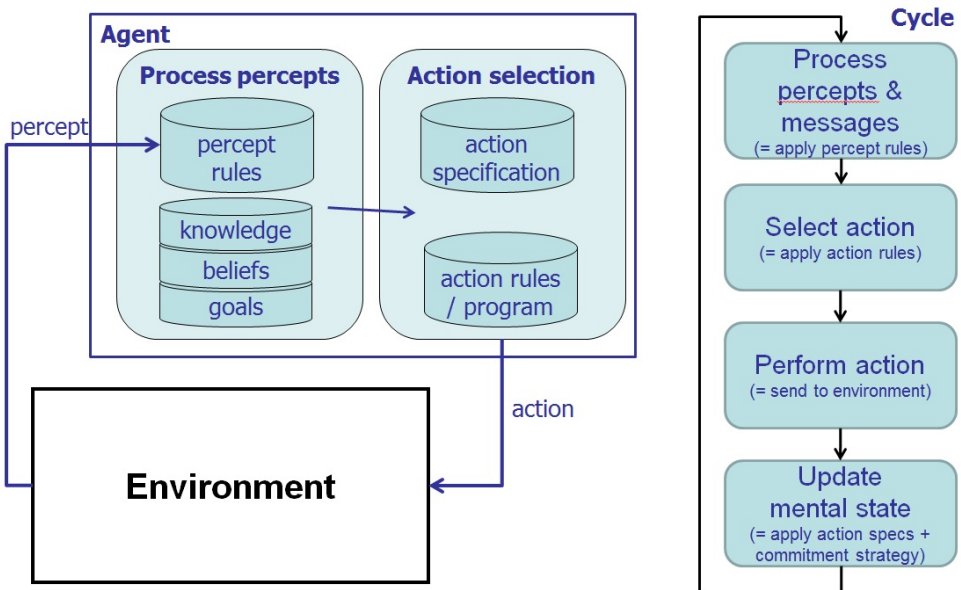 Agent
Process percepts
percept
percept
rules
knowledge
beliefs
goals
Action selection
action
specification
action rules
/ program
action
Environment
Cycle
Process
percepts &
messages
(= apply percept rules)
Select action
(= apply action rules)
Perform action
(= send to environment)
Update
mental state
(= apply action specs +
commitment strategy)